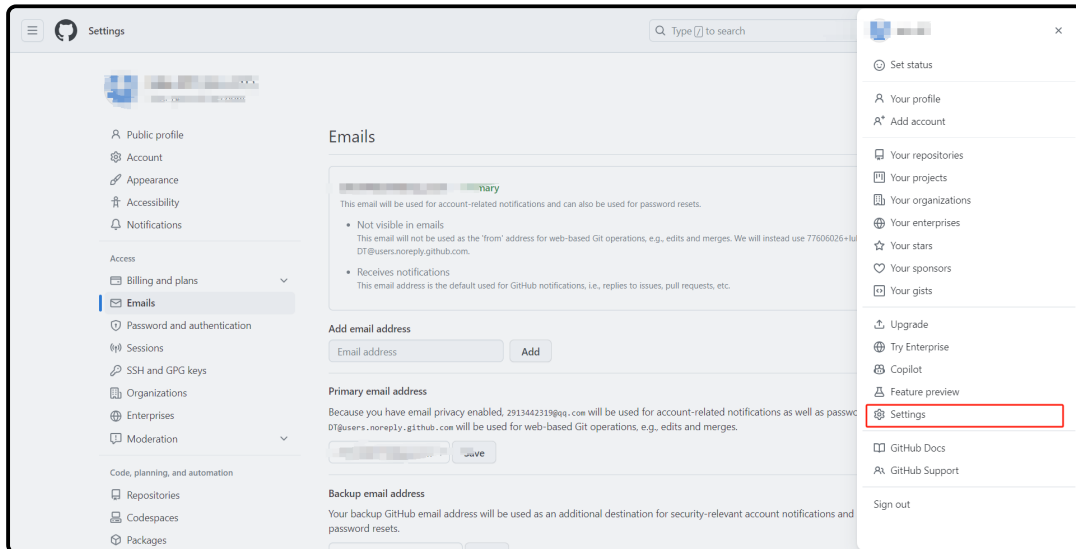 Settings
Type / to search
Public profile
Account
Appearance
Accessibility
Notifications
Access
Billing and plans
Emails
Password and authentication
Sessions
SSH and GPG keys
Organizations
Enterprises
Moderation
Code, planning, and automation
Repositories
Codespaces
Packages
Emails
This email will be used for account-related notifications and can also be used for password resets.
Not visible in emails
This email will not be used as the 'from' address for web-based Git operations, e.g., edits and merges. We will instead use
DT@users.noreply.github.com.
Receives notifications
This email address is the default used for GitHub notifications, i.e., replies to issues, pull requests, etc.
Add email address
Email address
Add
Primary email address
Because you have email privacy enabled, 2913442319@qq.com will be used for account-related notifications as well as
DT@users.noreply.github.com will be used for web-based Git operations, e.g., edits and merges.
Save
Backup email address
Your backup GitHub email address will be used as an additional destination for security-relevant account notifications and
password resets.
Set status
Your profile
Add account
Your repositories
Your projects
Your organizations
Your enterprises
Your stars
Your sponsors
Your gists
Upgrade
Try Enterprise
Copilot
Feature preview
Settings
GitHub Docs
GitHub Support
Sign out